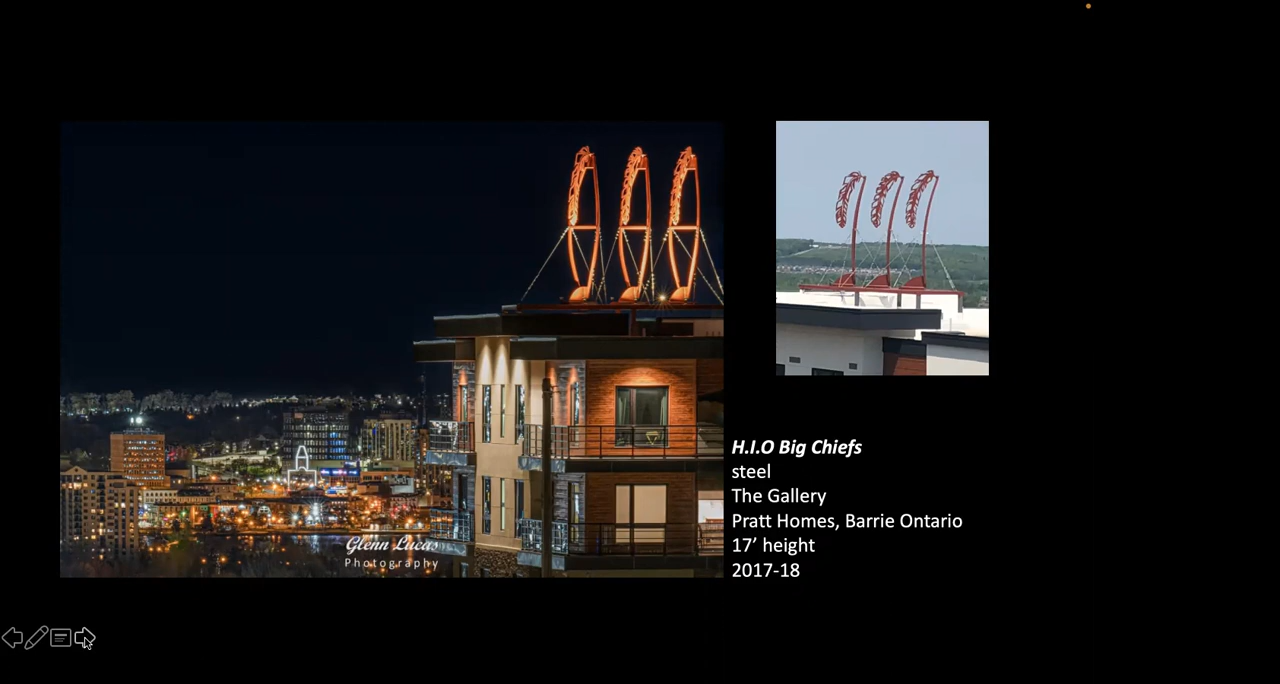 Glenn Lucas
Photography
H.I.O Big Chiefs
steel
The Gallery
Pratt Homes, Barrie Ontario
17’ height
2017-18